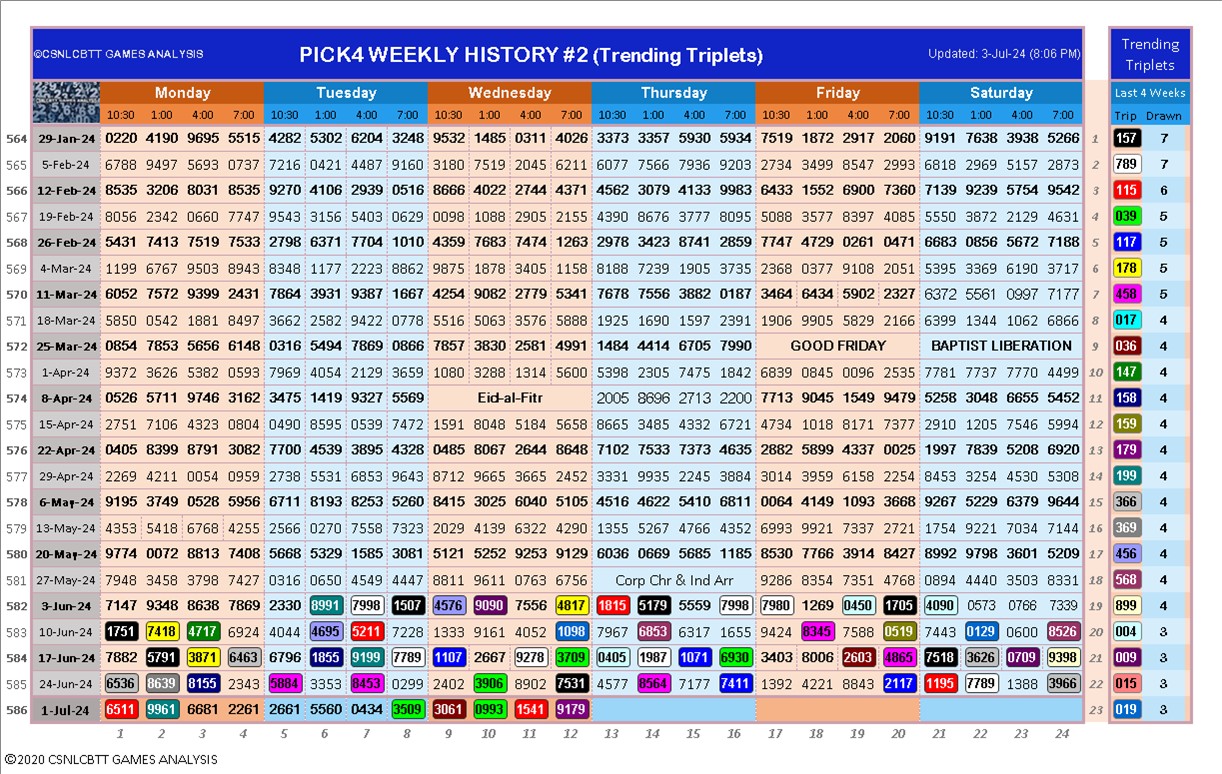 ©CSNLCBTT GAMES ANALYSIS PICK4 WEEKLY HISTORY #2 (Trending Triplets) Updated: 3-Jul-24 (8:06 PM) Trending Triplets
Monday Tuesday Wednesday Thursday Friday Saturday Last 4 Weeks
10:30 1:00 4:00 7:00 10:30 1:00 4:00 7:00 10:30 1:00 4:00 7:00 10:30 1:00 4:00 7:00 10:30 1:00 4:00 7:00 10:30 1:00 4:00 7:00 Trip Drawn
564 29-Jan-24 0220 4190 9695 5515 4282 5302 6204 3248 9532 1485 0311 4026 3373 3357 5930 5934 7519 1872 2917 2060 9191 7638 3938 5266 1 157 7
565 5-Feb-24 6788 9497 5693 0737 7216 0421 4487 9160 3180 7519 2045 6211 6077 7566 7936 9203 2734 3499 5547 2993 6818 2969 5157 2873 2 789 7
566 12-Feb-24 8535 3206 8031 8535 9270 4106 2939 0516 8666 4022 2744 4371 4562 3079 4133 9983 6433 1552 6900 7360 7139 9239 5754 9542 3 115 6
567 19-Feb-24 8056 2342 0660 7747 9543 3156 5403 0629 0098 1088 2905 2155 4390 8676 3777 8095 5088 3577 8397 4085 5550 3872 2129 4631 4 039 5
568 26-Feb-24 5431 7413 7519 7533 2798 6371 7704 1010 4359 7683 7474 1263 2978 3423 8741 2859 7747 4729 0261 0471 6683 0856 5672 7188 5 117 5
569 4-Mar-24 1199 6767 9503 8943 8348 1177 2223 8862 9875 1878 3405 1158 8188 7239 1905 3735 2368 0377 9108 2051 5395 3369 6190 3717 6 178 5
570 11-Mar-24 6052 7572 9399 2431 7864 3931 9387 1667 4254 9082 2779 5341 7678 7556 3882 0187 3464 6434 5902 2327 6372 5561 0997 7177 7 458 5
571 18-Mar-24 5850 0542 1881 8497 3662 2582 9422 0776 5516 5063 3576 5888 1925 1690 1597 2391 1906 9905 5829 2166 6399 1344 1062 6866 8 017 4
572 25-Mar-24 0854 7853 5656 6148 0316 5494 7869 0866 7857 3830 2581 4991 1484 4414 6705 7990 GOOD FRIDAY BAPTIST LIBERATION 9 036 4
573 1-Apr-24 9372 3626 5382 0593 7969 4054 2129 3659 1080 3288 1314 5600 5398 2305 7475 1842 6839 0845 0096 2535 7781 7737 7770 4499 10 147 4
574 8-Apr-24 0526 5711 9746 3162 3475 1419 9327 5569 Eid-al-Fitr 2005 8696 2713 2200 7713 9045 1549 9479 5258 3048 6655 5452 11 158 4
575 15-Apr-24 2751 7106 4323 0804 0490 8595 0539 7472 1591 8048 5184 5658 8665 3485 4332 6721 4734 1018 8171 7377 2910 1205 7546 5994 12 159 4
576 22-Apr-24 0405 8399 8791 3082 7700 4539 3895 4328 0485 8067 2644 8648 7102 7533 7373 4635 2882 5899 4337 0025 1997 7839 5208 6920 13 179 4
577 29-Apr-24 2269 4211 0054 0959 2738 5531 6853 9643 9712 9665 3665 2452 3331 9935 2245 3884 3014 3959 6158 2254 8453 3254 4530 5308 14 199 4
578 6-May-24 9195 3749 0528 5956 6711 8193 8253 5260 8415 3025 6040 5105 4516 4622 5410 6811 0064 4149 1093 3668 9267 5229 6379 9644 15 366 4
579 13-May-24 4353 5418 6768 4255 2566 0270 7558 7323 2029 4139 6322 4290 1355 5267 4766 4352 6993 9921 7337 2721 1754 9221 7034 7144 16 369 4
580 20-May-24 9774 0072 8813 7408 5668 5329 1585 3081 5121 5252 9253 9129 6036 0669 5685 1185 8530 7766 3914 8427 8992 9798 3601 5209 17 456 4
581 27-May-24 7948 3458 3798 7427 0316 0650 4549 4447 8811 9611 0763 6756 Corp Chr & Ind Arr 9286 8354 7351 4768 0894 4440 3503 8331 18 568 4
582 3-Jun-24 7147 9348 8638 7869 2330 8991 7998 1507 4576 9090 7556 4817 1815 5179 5559 7998 7980 1269 0450 1705 4090 0573 0766 7339 19 899 4
583 10-Jun-24 1751 7418 4717 6924 4044 4695 5211 7228 1333 9161 4052 1098 7967 6853 6317 1655 9424 8345 7588 0519 7443 0129 0600 8526 20 004 3
584 17-Jun-24 7882 5791 3871 6463 6796 1855 9199 7789 1107 2667 9278 3709 0405 1987 1071 6930 3403 8006 2603 4865 7518 3626 0709 9398 21 009 3
585 24-Jun-24 6536 8639 8155 2343 5884 3353 8453 0299 2402 3906 8902 7531 4577 8564 7177 7411 1392 4221 8843 2117 1195 7789 1388 3966 22 015 3
586 1-Jul-24 6511 9961 6681 2261 2661 5560 0434 3509 3061 0993 1541 9179 23 019 3
1 2 3 4 5 6 7 8 9 10 11 12 13 14 15 16 17 18 19 20 21 22 23 24
©2020 CSNLCBTT GAMES ANALYSIS